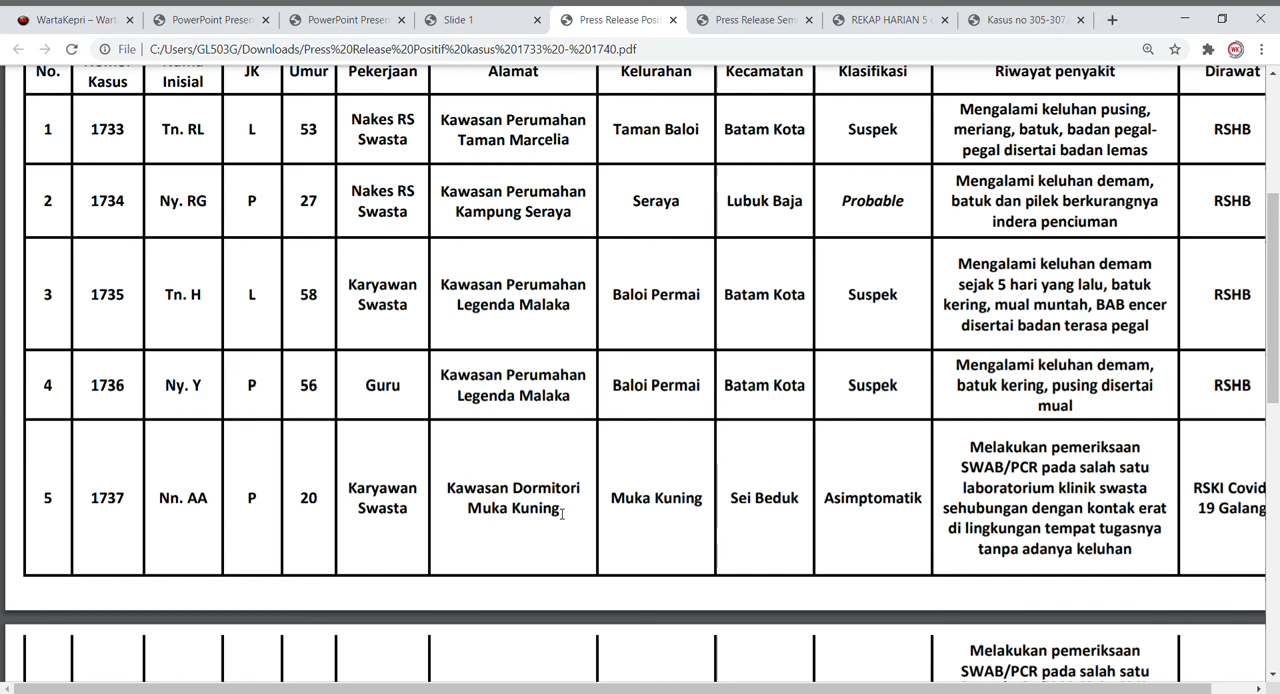 WartaKepri – Wart
PowerPoint Presen
PowerPoint Presen
Slide 1
Press Release Posi
Press Release Sem
REKAP HARIAN 5
Kasus no 305-307.
File
C:/Users/GL503G/Downloads/Press%20Release%20Positif%20kasus%201733%20-%201740.pdf
No.
Kasus
Inisial
JK
Umur
Pekerjaan
Alamat
Kelurahan
Kecamatan
Klasifikasi
Riwayat penyakit
Dirawat
1
1733
Tn. RL
L
53
Nakes RS
Swasta
Kawasan Perumahan
Taman Marcelia
Taman Baloi
Batam Kota
Suspek
Mengalami keluhan pusing,
meriang, batuk, badan pegal-
pegal disertai badan lemas
RSHB
2
1734
Ny. RG
P
27
Nakes RS
Swasta
Kawasan Perumahan
Kampung Seraya
Seraya
Lubuk Baja
Probable
Mengalami keluhan demam,
batuk dan pilek berkurangnya
indera penciuman
RSHB
3
1735
Tn. H
L
58
Karyawan
Swasta
Kawasan Perumahan
Legenda Malaka
Baloi Permai
Batam Kota
Suspek
Mengalami keluhan demam
sejak 5 hari yang lalu, batuk
kering, mual muntah, BAB encer
disertai badan terasa pegal
RSHB
4
1736
Ny. Y
P
56
Guru
Kawasan Perumahan
Legenda Malaka
Baloi Permai
Batam Kota
Suspek
Mengalami keluhan demam,
batuk kering, pusing disertai
mual
RSHB
5
1737
Nn. AA
P
20
Karyawan
Swasta
Kawasan Dormitori
Muka Kuning
Muka Kuning
Sei Beduk
Asimptomatik
Melakukan pemeriksaan
SWAB/PCR pada salah satu
laboratorium klinik swasta
sehubungan dengan kontak erat
di lingkungan tempat tugasnya
tanpa adanya keluhan
RSKI Covid
19 Galang
Melakukan pemeriksaan
SWAB/PCR pada salah satu